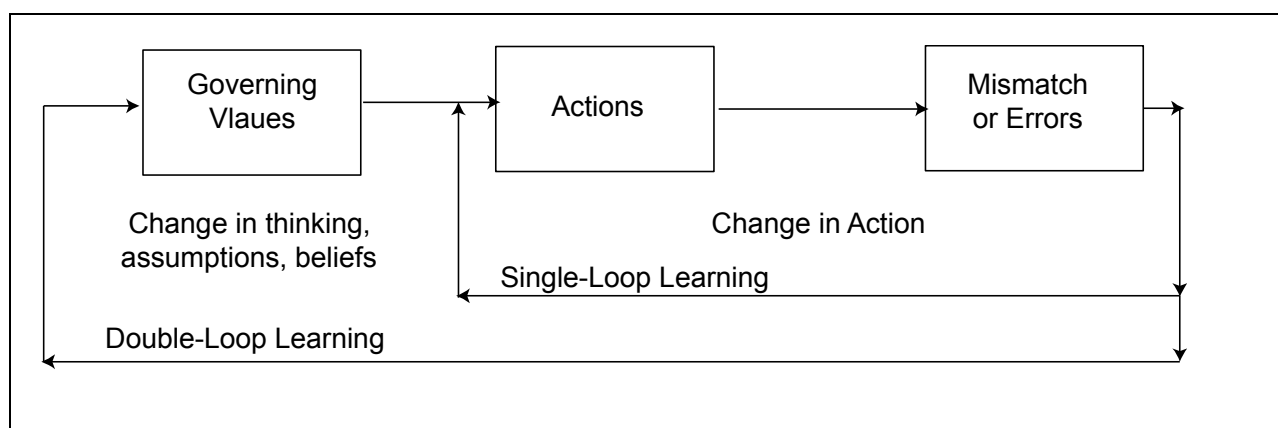 Governing
Vlaues
Actions
Mismatch
or Errors
Change in thinking,
assumptions, beliefs
Change in Action
Single-Loop Learning
Double-Loop Learning